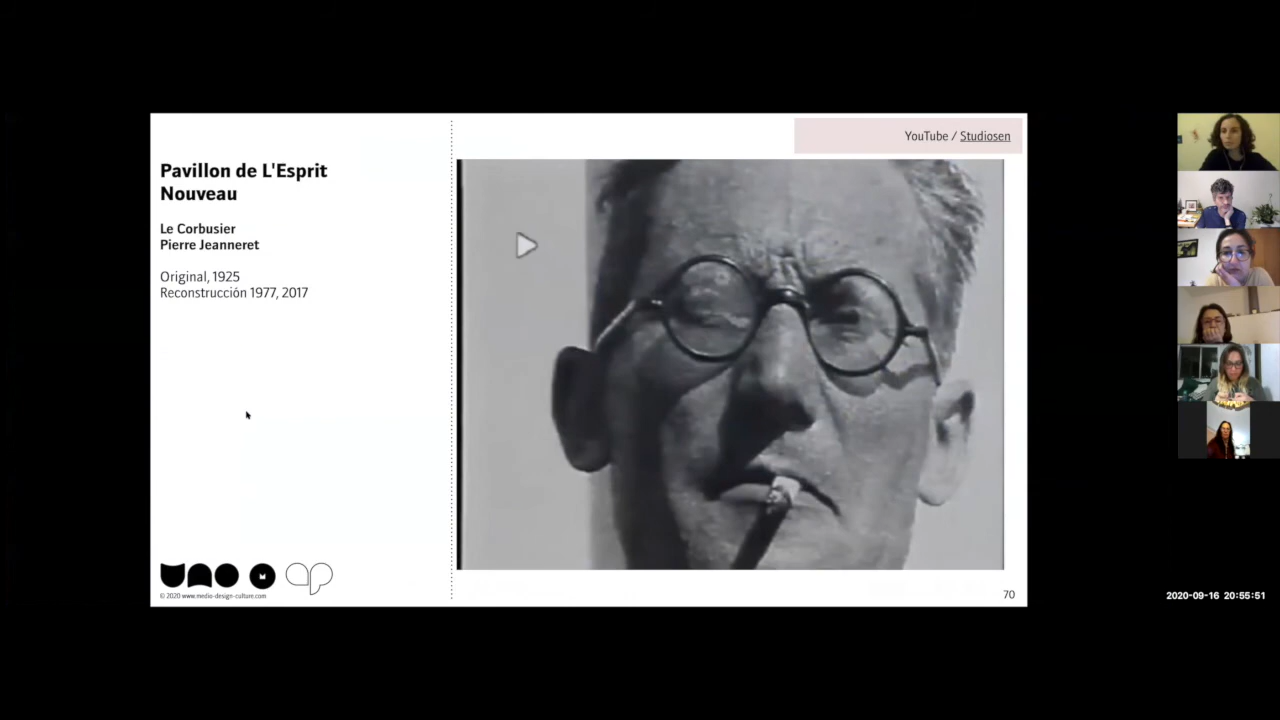 YouTube / Studiosen
Pavillon de L'Esprit
Nouveau
Le Corbusier
Pierre Jeanneret
Original, 1925
Reconstrucción 1977, 2017
© 2020 www.medio-design-culture.com
70
2020-09-16 20:55:51